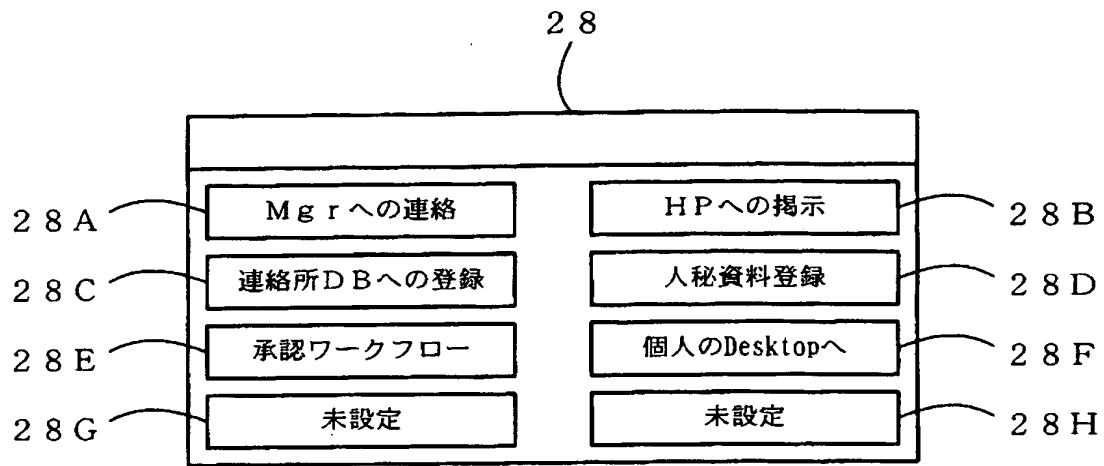 ２８
２８Ａ Ｍｇｒへの連絡 ＨＰへの掲示 ２８Ｂ
２８Ｃ 連絡所ＤＢへの登録 人秘資料登録 ２８Ｄ
２８Ｅ 承認ワークフロー 個人のDesktopへ ２８Ｆ
２８Ｇ 未設定 未設定 ２８Ｈ